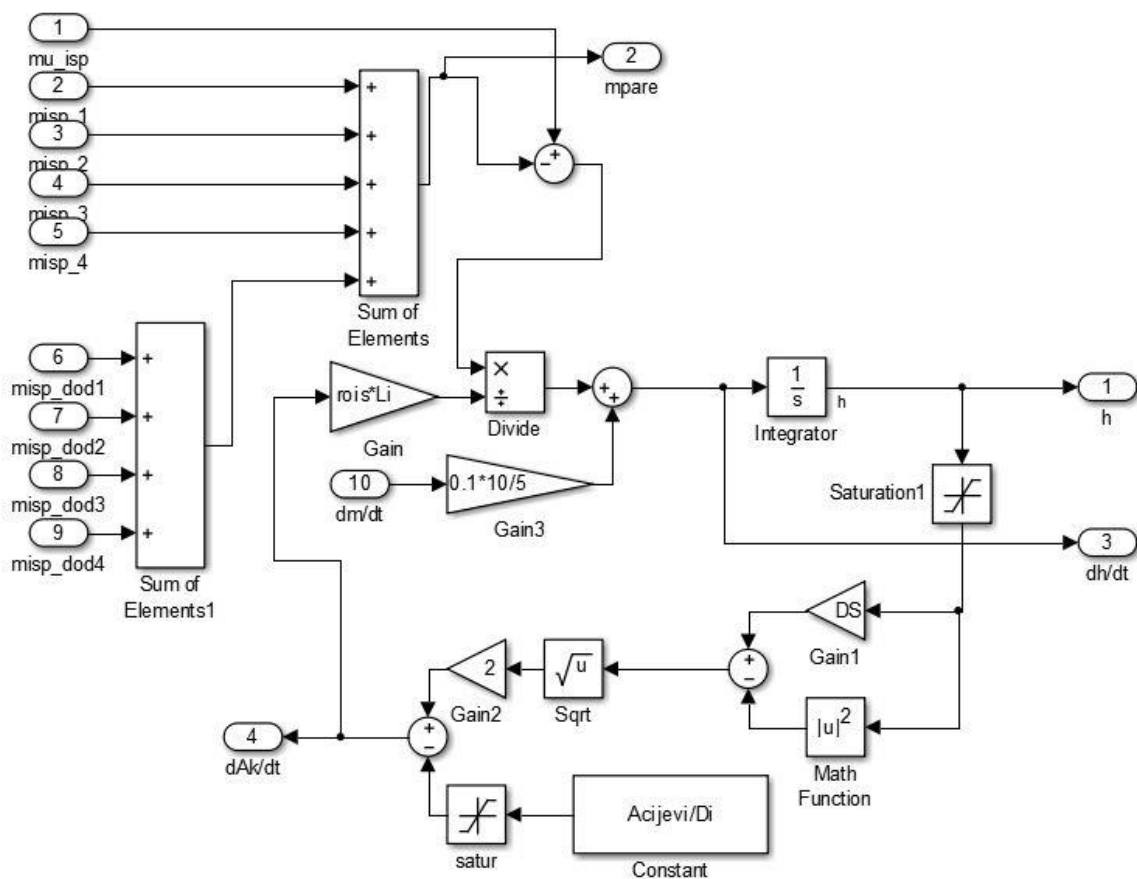 1
mu_isp
2
misp_1
3
misp_2
4
misp_3
5
misp_4
+
+
+
+
+
Sum of
Elements
2
mpare
− +
6
misp_dod1
7
misp_dod2
8
misp_dod3
9
misp_dod4
+
+
+
+
Sum of
Elements1
rois*Li
Gain
×
÷
Divide
+
+
10
dm/dt
0.1*10/5
Gain3
1
s
h
Integrator
1
h
Saturation1
3
dh/dt
DS
Gain1
|u|²
Math
Function
+
−
√u
Sqrt
2
Gain2
+
−
4
dAk/dt
satur
Acijevi/Di
Constant